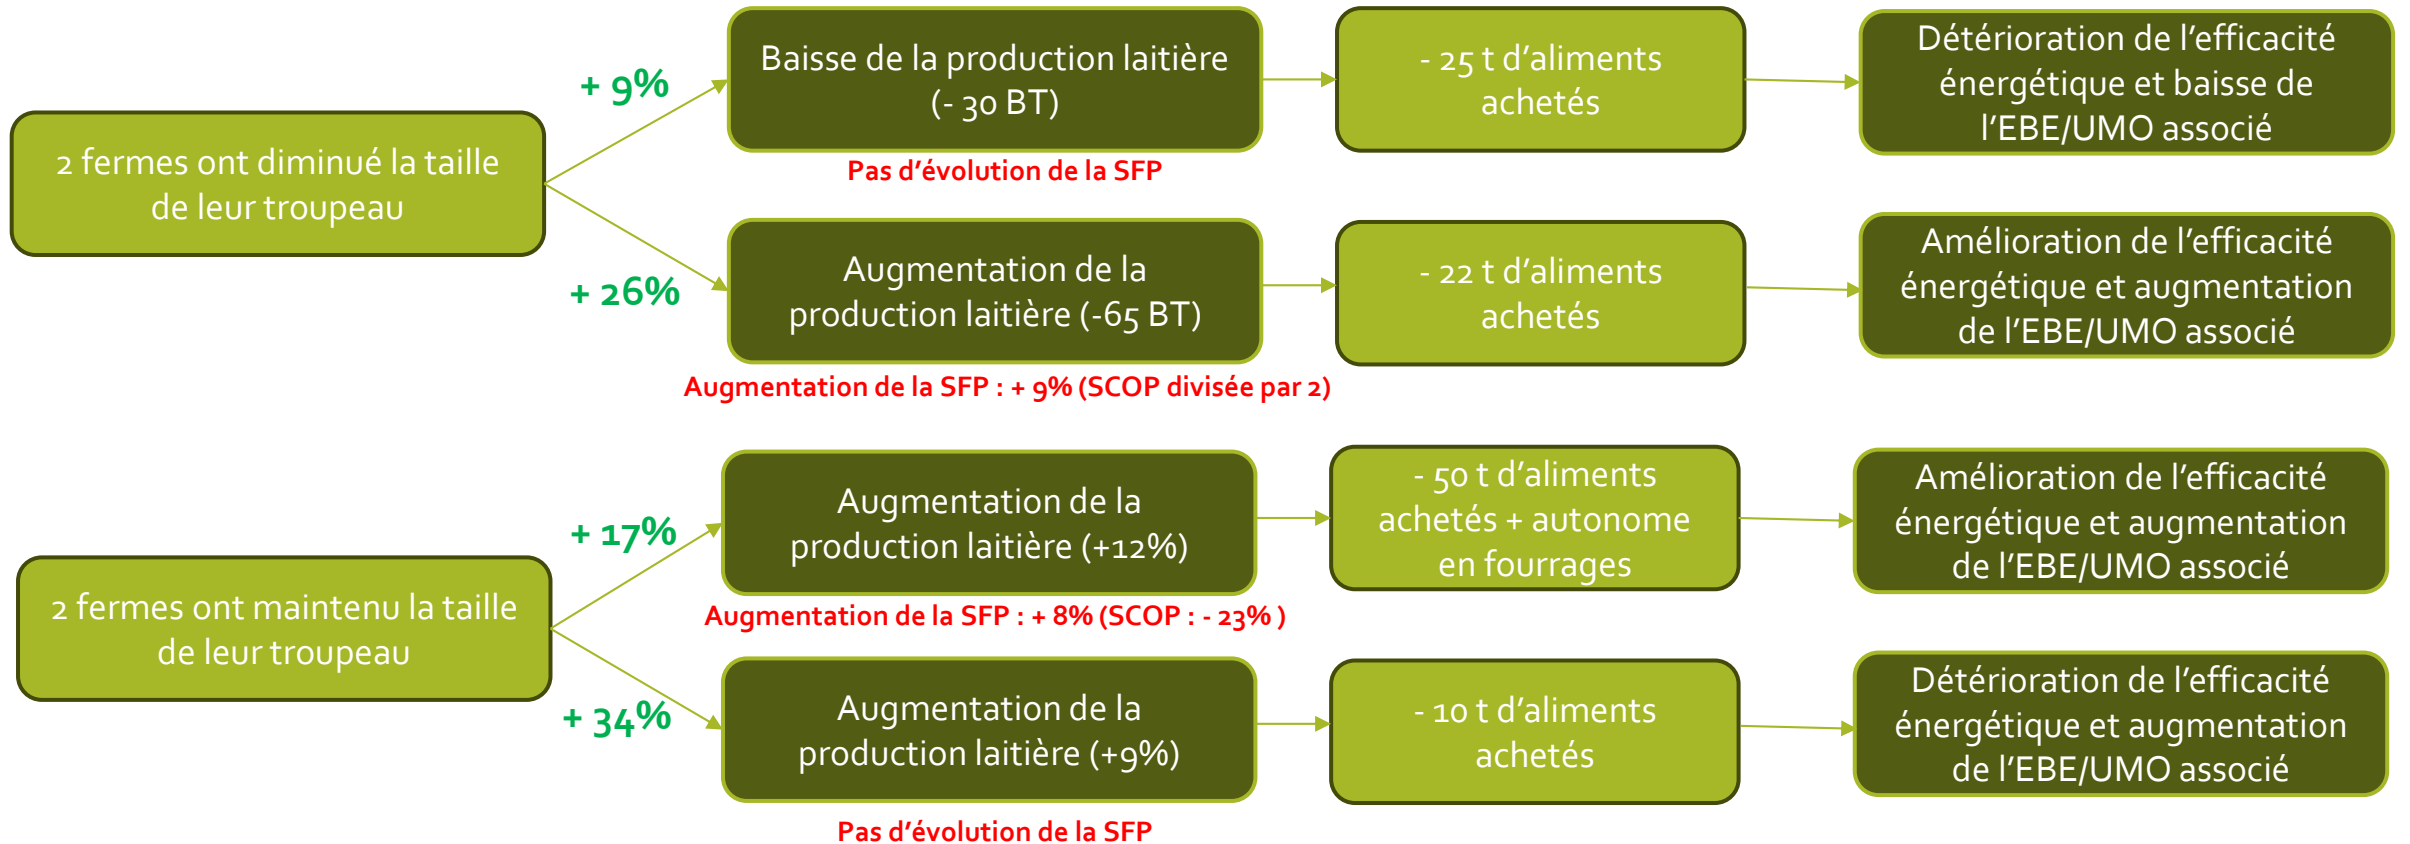 2 fermes ont diminué la taille
de leur troupeau
+ 9%
Baisse de la production laitière
(- 30 BT)
Pas d’évolution de la SFP
- 25 t d’aliments
achetés
Détérioration de l’efficacité
énergétique et baisse de
l’EBE/UMO associé
+ 26%
Augmentation de la
production laitière (-65 BT)
Augmentation de la SFP : + 9% (SCOP divisée par 2)
- 22 t d’aliments
achetés
Amélioration de l’efficacité
énergétique et augmentation
de l’EBE/UMO associé
2 fermes ont maintenu la taille
de leur troupeau
+ 17%
Augmentation de la
production laitière (+12%)
Augmentation de la SFP : + 8% (SCOP : - 23% )
- 50 t d’aliments
achetés + autonome
en fourrages
Amélioration de l’efficacité
énergétique et augmentation
de l’EBE/UMO associé
+ 34%
Augmentation de la
production laitière (+9%)
Pas d’évolution de la SFP
- 10 t d’aliments
achetés
Détérioration de l’efficacité
énergétique et augmentation
de l’EBE/UMO associé